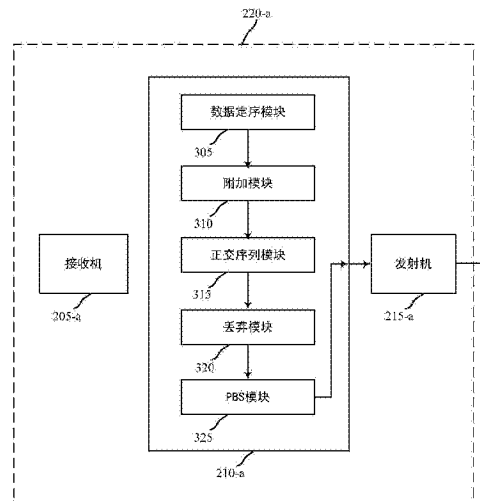 220-a
数据定序模块
305
附加模块
310
正交序列模块
315
接收机
205-a
发射机
215-a
丢弃模块
320
PBS模块
325
210-a